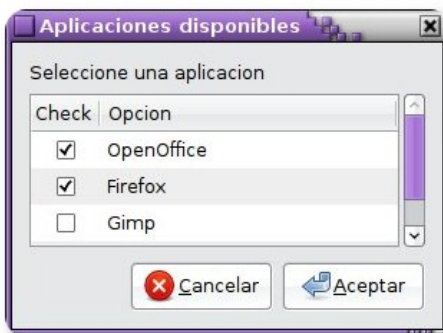 Aplicaciones disponibles
Seleccione una aplicacion
Check Opcion
OpenOffice
Firefox
Gimp
Cancelar Aceptar